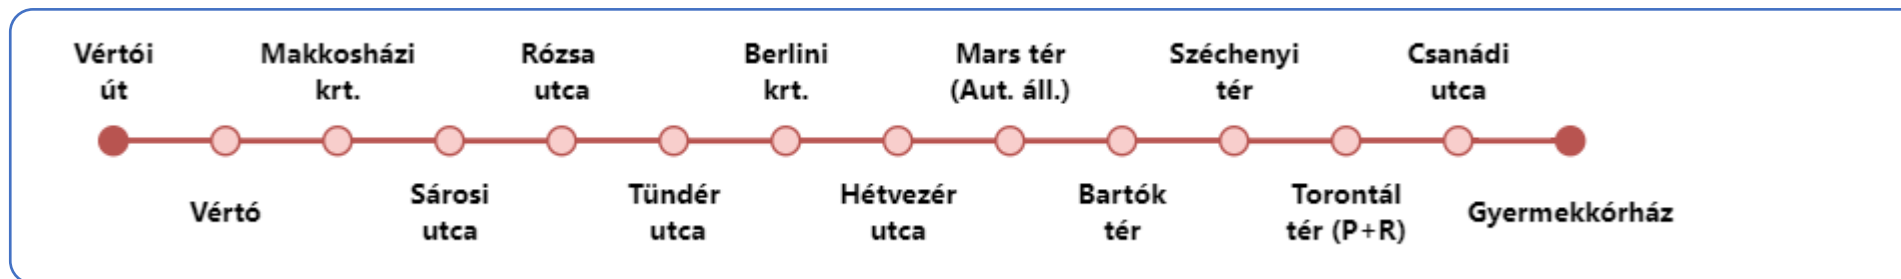 Vértói
út
Makkosházi
krt.
Rózsa
utca
Berlini
krt.
Mars tér
(Aut. áll.)
Széchenyi
tér
Csanádi
utca
Vértó
Sárosi
utca
Tündér
utca
Hétvezér
utca
Bartók
tér
Torontál
tér (P+R)
Gyermekkórház